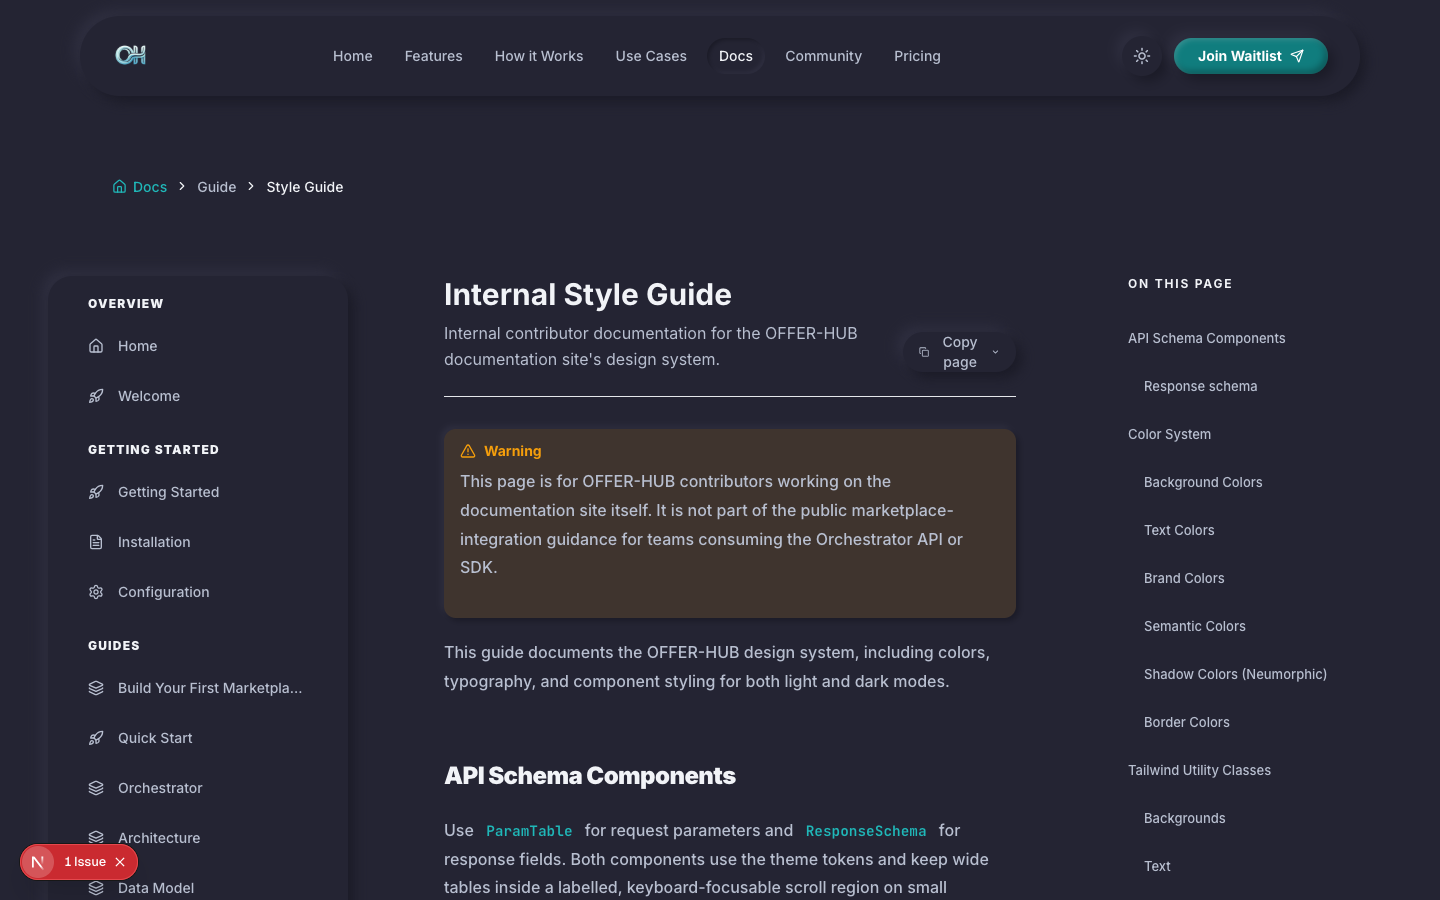 OH
Home
Features
How it Works
Use Cases
Docs
Community
Pricing
Join Waitlist
Docs
Guide
Style Guide
OVERVIEW
Home
Welcome
GETTING STARTED
Getting Started
Installation
Configuration
GUIDES
Build Your First Marketpla...
Quick Start
Orchestrator
Architecture
Data Model
N
1 Issue
Internal Style Guide
Internal contributor documentation for the OFFER-HUB
documentation site's design system.
Copy
page
Warning
This page is for OFFER-HUB contributors working on the
documentation site itself. It is not part of the public marketplace-
integration guidance for teams consuming the Orchestrator API or
SDK.
This guide documents the OFFER-HUB design system, including colors,
typography, and component styling for both light and dark modes.
API Schema Components
Use ParamTable for request parameters and ResponseSchema for
response fields. Both components use the theme tokens and keep wide
tables inside a labelled, keyboard-focusable scroll region on small
ON THIS PAGE
API Schema Components
Response schema
Color System
Background Colors
Text Colors
Brand Colors
Semantic Colors
Shadow Colors (Neumorphic)
Border Colors
Tailwind Utility Classes
Backgrounds
Text